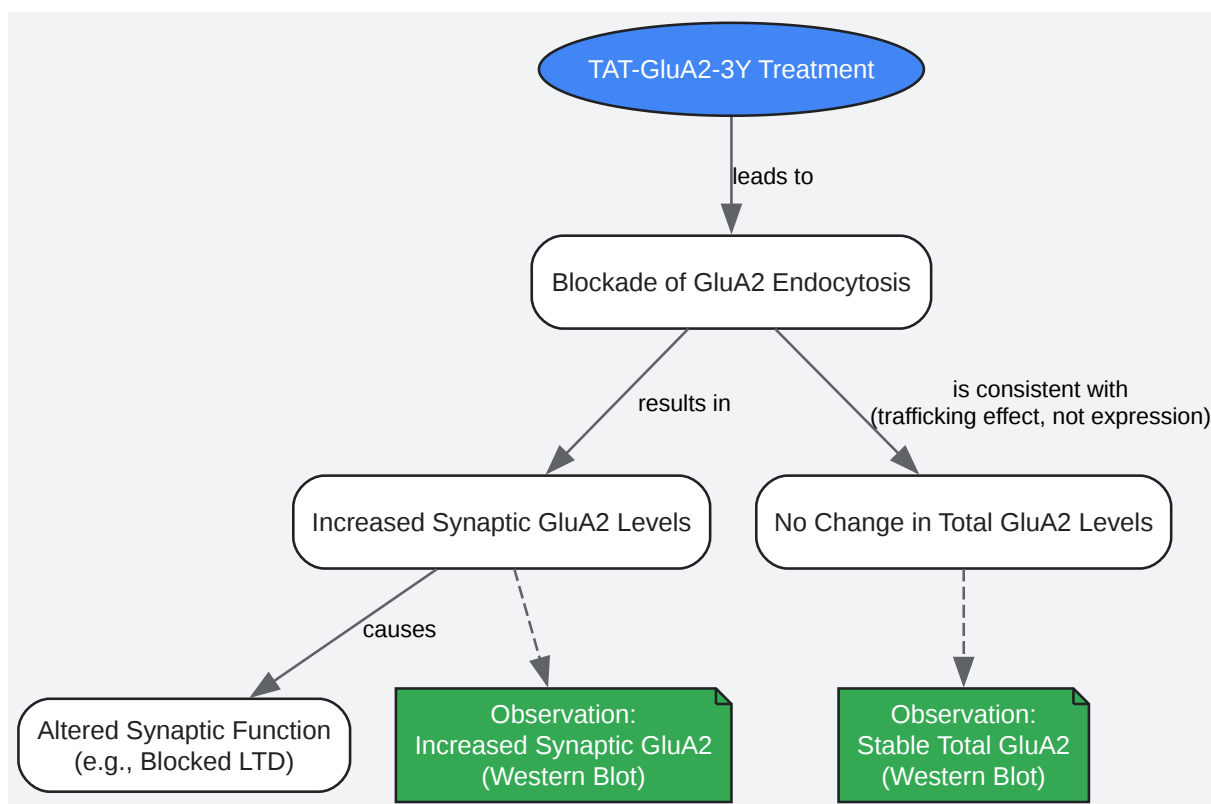 TAT-GluA2-3Y Treatment
leads to
Blockade of GluA2 Endocytosis
results in
is consistent with
(trafficking effect, not expression)
Increased Synaptic GluA2 Levels
No Change in Total GluA2 Levels
causes
Altered Synaptic Function
(e.g., Blocked LTD)
Observation:
Increased Synaptic GluA2
(Western Blot)
Observation:
Stable Total GluA2
(Western Blot)